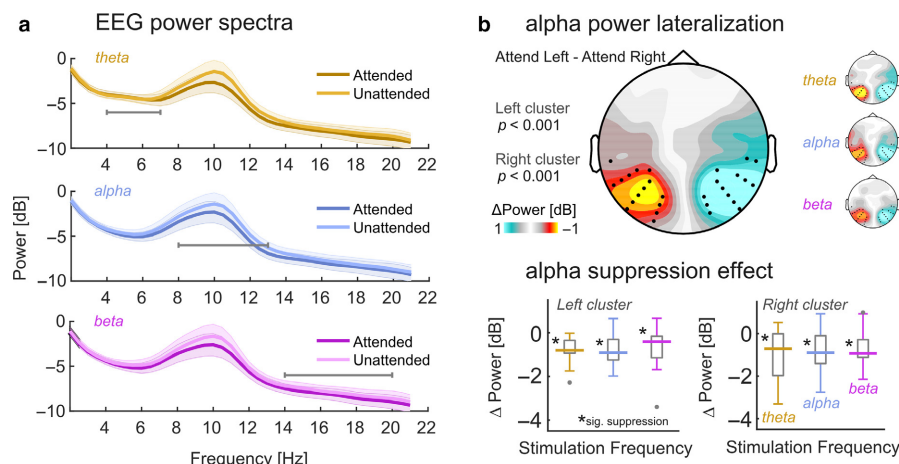 a EEG power spectra
theta
Attended
Unattended
0
−5
−10
2 4 6 8 10 12 14 16 18 20 22
alpha
Attended
Unattended
0
−5
−10
2 4 6 8 10 12 14 16 18 20 22
Power [dB]
beta
Attended
Unattended
0
−5
−10
2 4 6 8 10 12 14 16 18 20 22
Frequency [Hz]
b alpha power lateralization
Attend Left - Attend Right
Left cluster
p < 0.001
Right cluster
p < 0.001
ΔPower [dB]
1 −1
theta
alpha
beta
alpha suppression effect
Left cluster
Δ Power [dB]
0
−2
−4
*
*
*
*sig. suppression
Stimulation Frequency
Right cluster
Δ Power [dB]
0
−2
−4
*
*
*
theta
alpha
beta
Stimulation Frequency